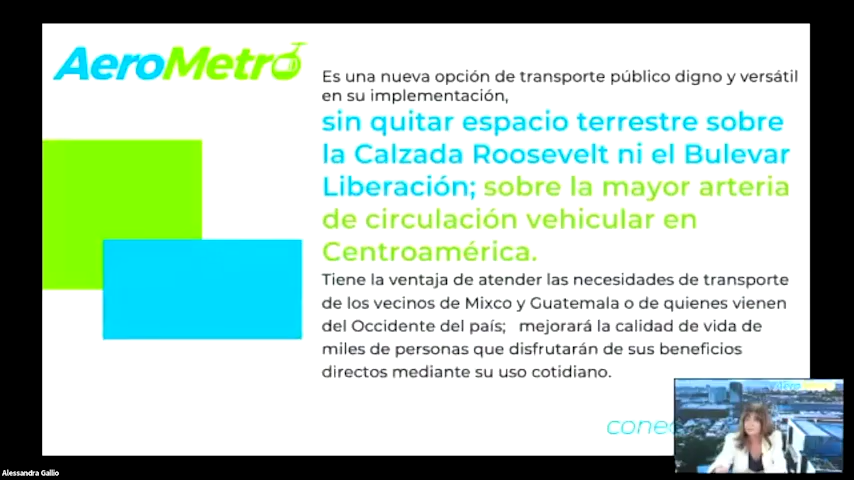 AeroMetro
Es una nueva opción de transporte público digno y versátil
en su implementación,
sin quitar espacio terrestre sobre
la Calzada Roosevelt ni el Bulevar
Liberación; sobre la mayor arteria
de circulación vehicular en
Centroamérica.
Tiene la ventaja de atender las necesidades de transporte
de los vecinos de Mixco y Guatemala o de quienes vienen
del Occidente del país; mejorará la calidad de vida de
miles de personas que disfrutarán de sus beneficios
directos mediante su uso cotidiano.
Alessandra Gallio